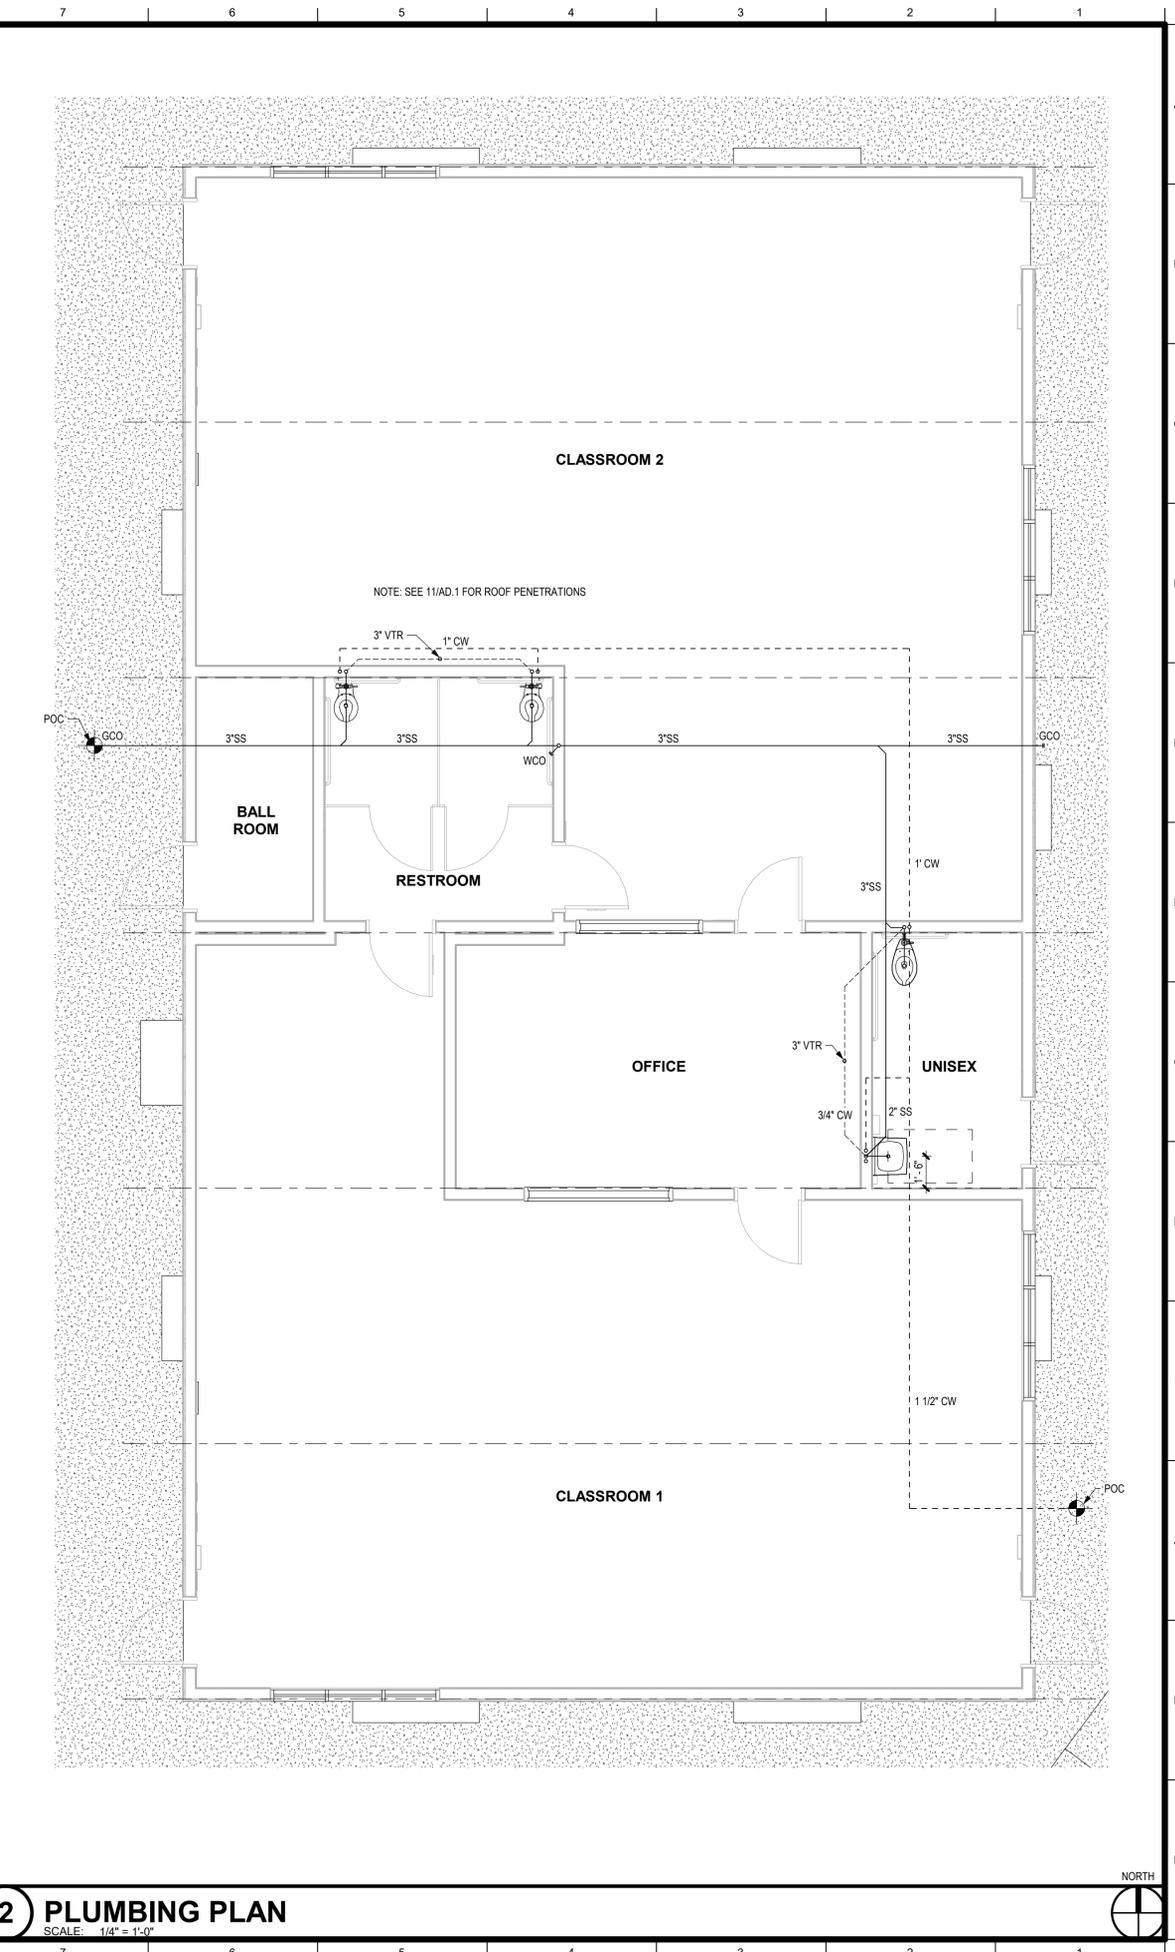 7 6 5 4 3 2 1
CLASSROOM 2
NOTE: SEE 11/AD.1 FOR ROOF PENETRATIONS
3" VTR
1" CW
POC
GCO
3"SS
3"SS
3"SS
3"SS
GCO
WCO
BALL
ROOM
1' CW
RESTROOM
3"SS
3" VTR
OFFICE
UNISEX
3/4" CW
2" SS
1'-6"
1 1/2" CW
POC
CLASSROOM 1
NORTH
2 PLUMBING PLAN
SCALE: 1/4" = 1'-0"
7 6 5 4 3 2 1